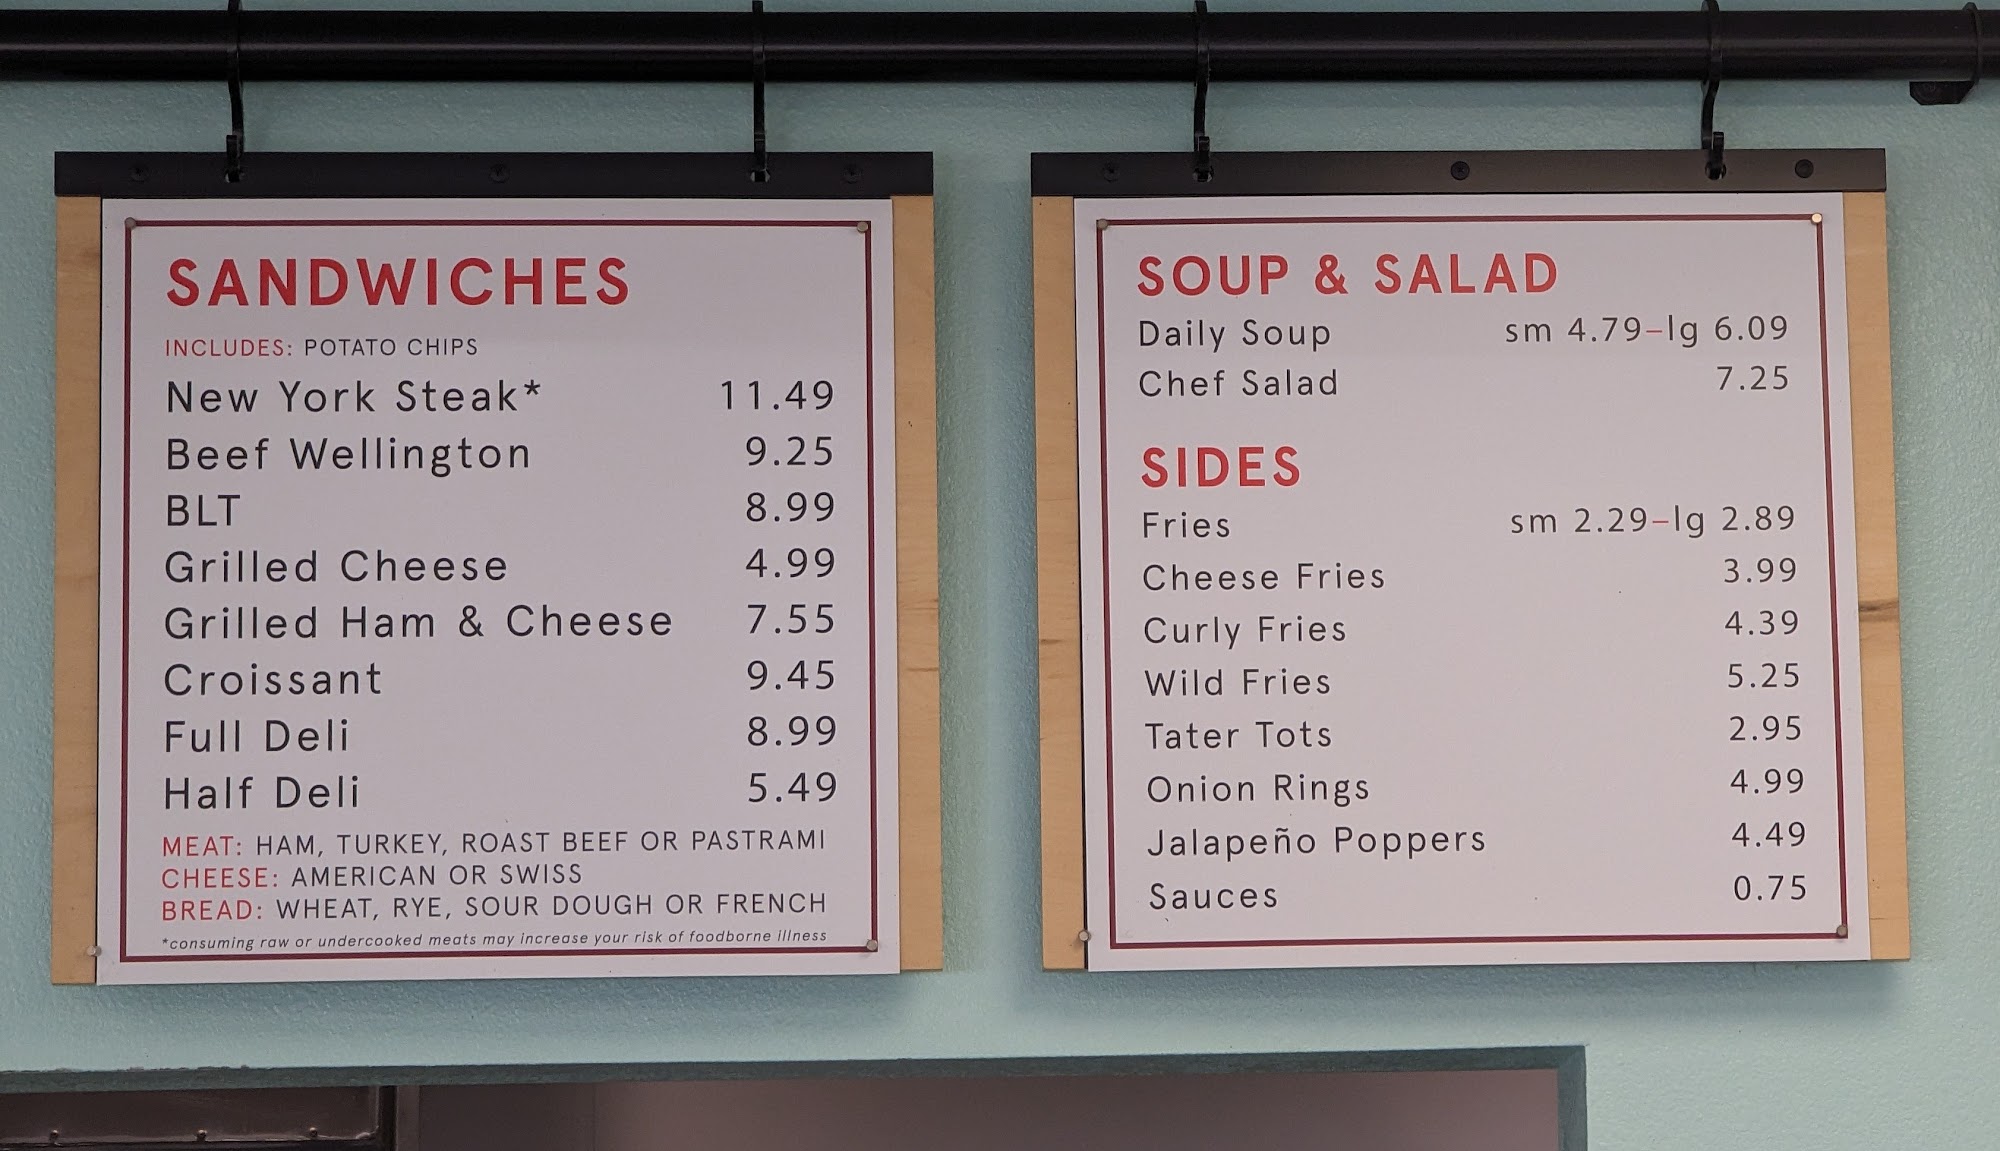 SANDWICHES
INCLUDES: POTATO CHIPS
New York Steak* 11.49
Beef Wellington 9.25
BLT 8.99
Grilled Cheese 4.99
Grilled Ham & Cheese 7.55
Croissant 9.45
Full Deli 8.99
Half Deli 5.49
MEAT: HAM, TURKEY, ROAST BEEF OR PASTRAMI
CHEESE: AMERICAN OR SWISS
BREAD: WHEAT, RYE, SOUR DOUGH OR FRENCH
*consuming raw or undercooked meats may increase your risk of foodborne illness
SOUP & SALAD
Daily Soup sm 4.79–lg 6.09
Chef Salad 7.25
SIDES
Fries sm 2.29–lg 2.89
Cheese Fries 3.99
Curly Fries 4.39
Wild Fries 5.25
Tater Tots 2.95
Onion Rings 4.99
Jalapeño Poppers 4.49
Sauces 0.75